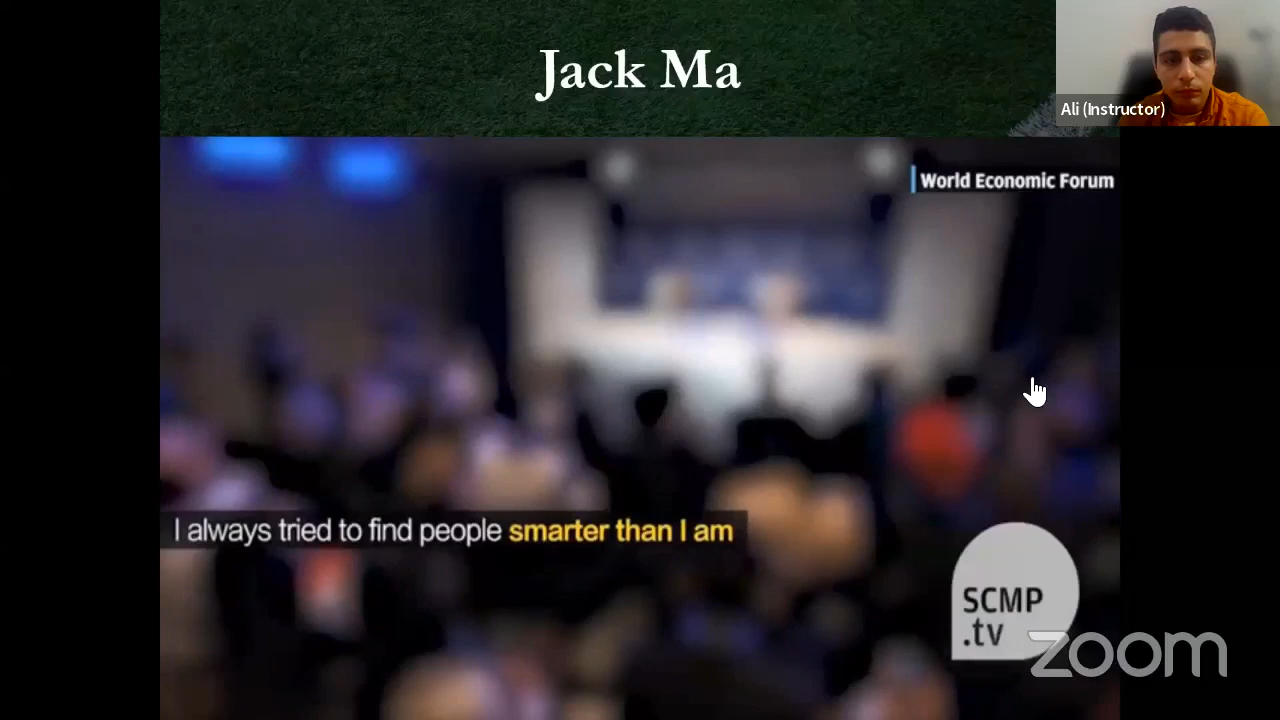 Jack Ma
Ali (Instructor)
World Economic Forum
I always tried to find people smarter than I am
SCMP
.tv
zoom